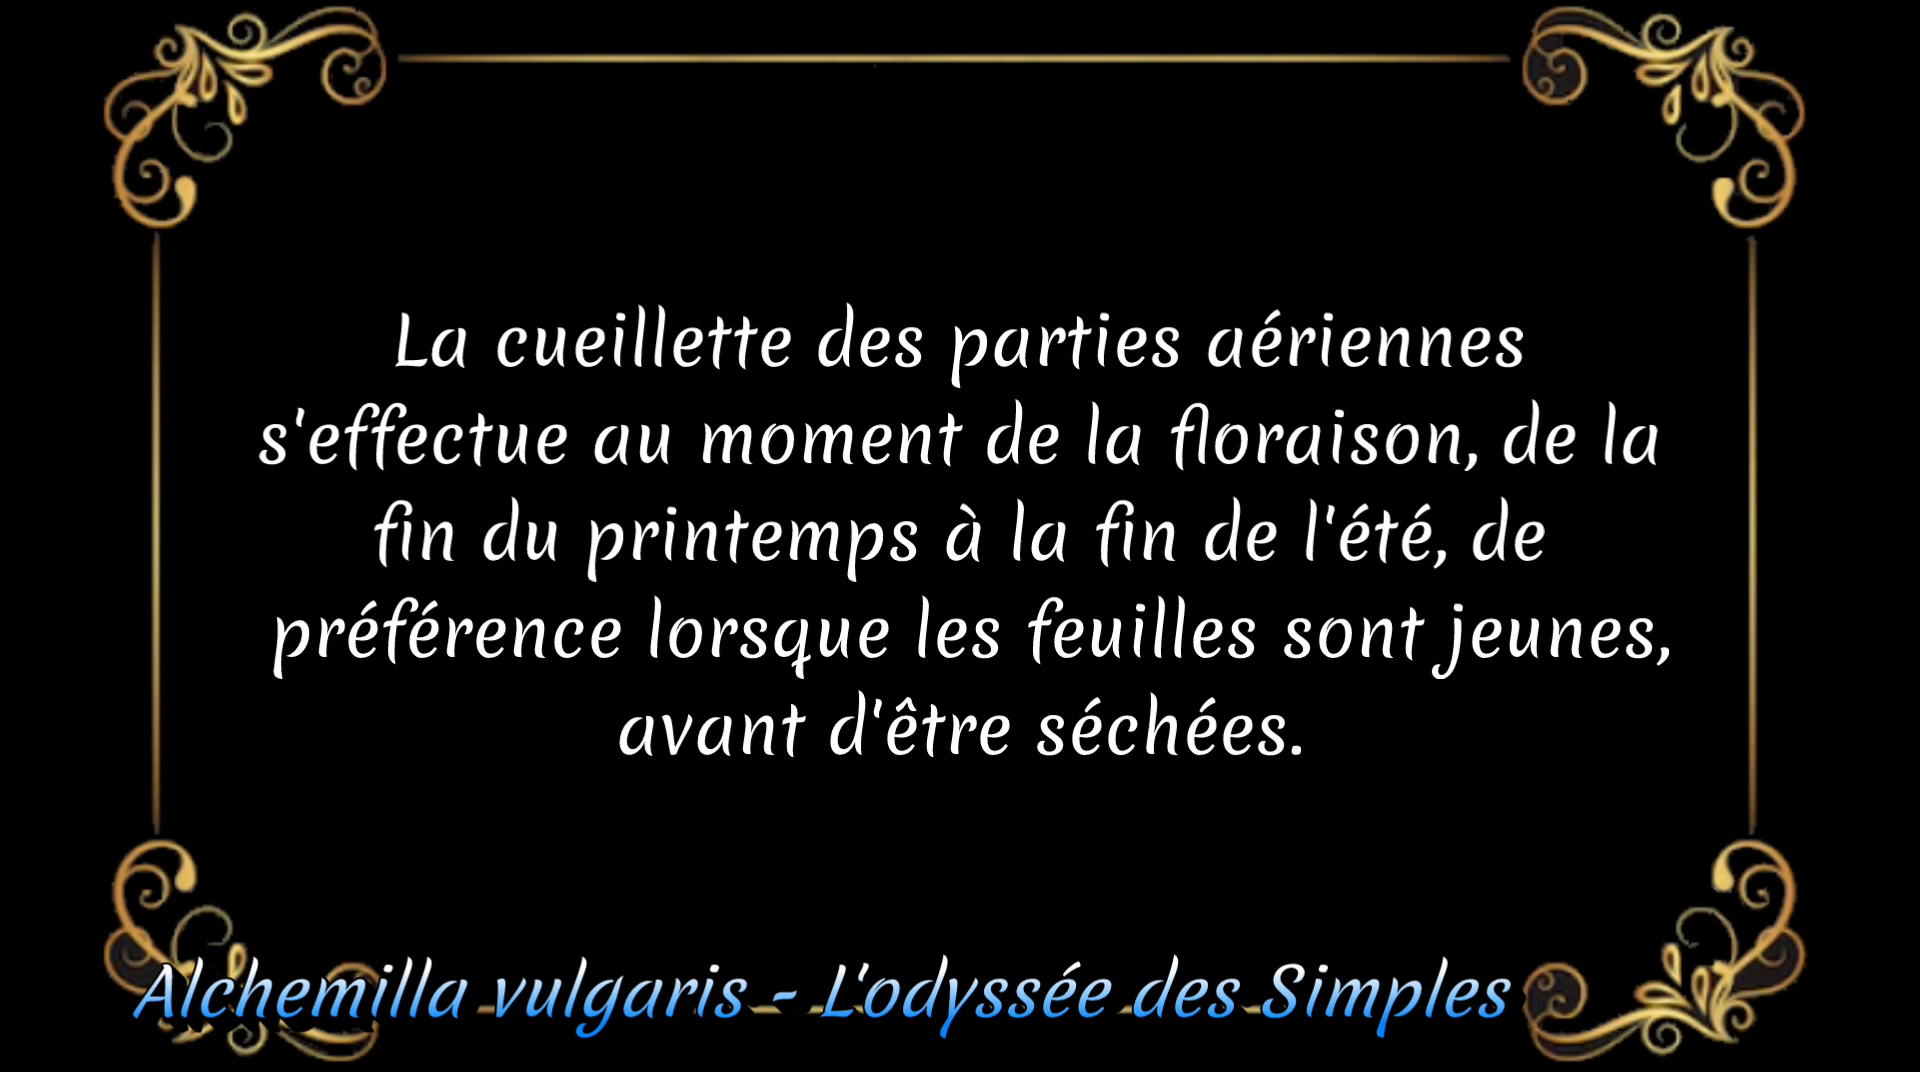 La cueillette des parties aériennes
s'effectue au moment de la floraison, de la
fin du printemps à la fin de l'été, de
préférence lorsque les feuilles sont jeunes,
avant d'être séchées.
Alchemilla vulgaris - L'odyssée des Simples